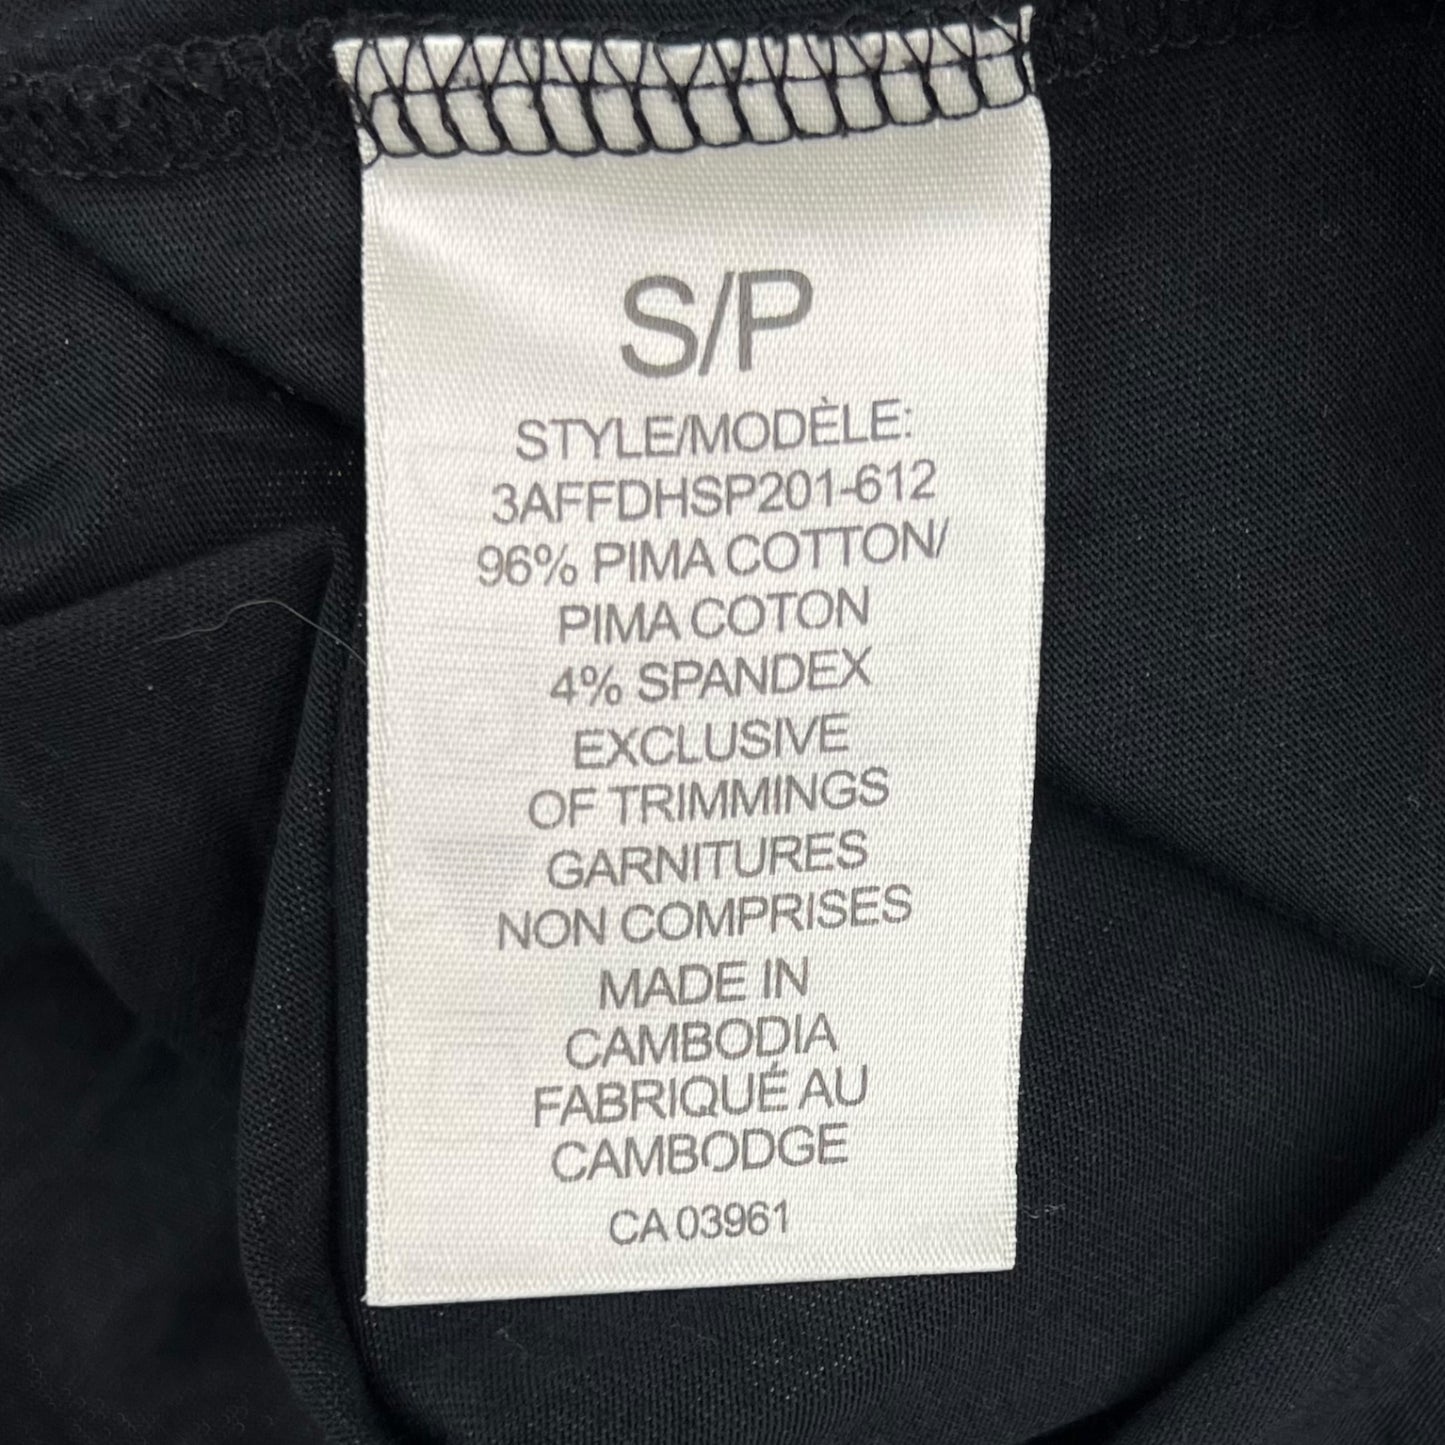 S/P
STYLE/MODÈLE:
3AFFDHSP201-612
96% PIMA COTTON/
PIMA COTON
4% SPANDEX
EXCLUSIVE
OF TRIMMINGS
GARNITURES
NON COMPRISES
MADE IN
CAMBODIA
FABRIQUÉ AU
CAMBODGE
CA 03961